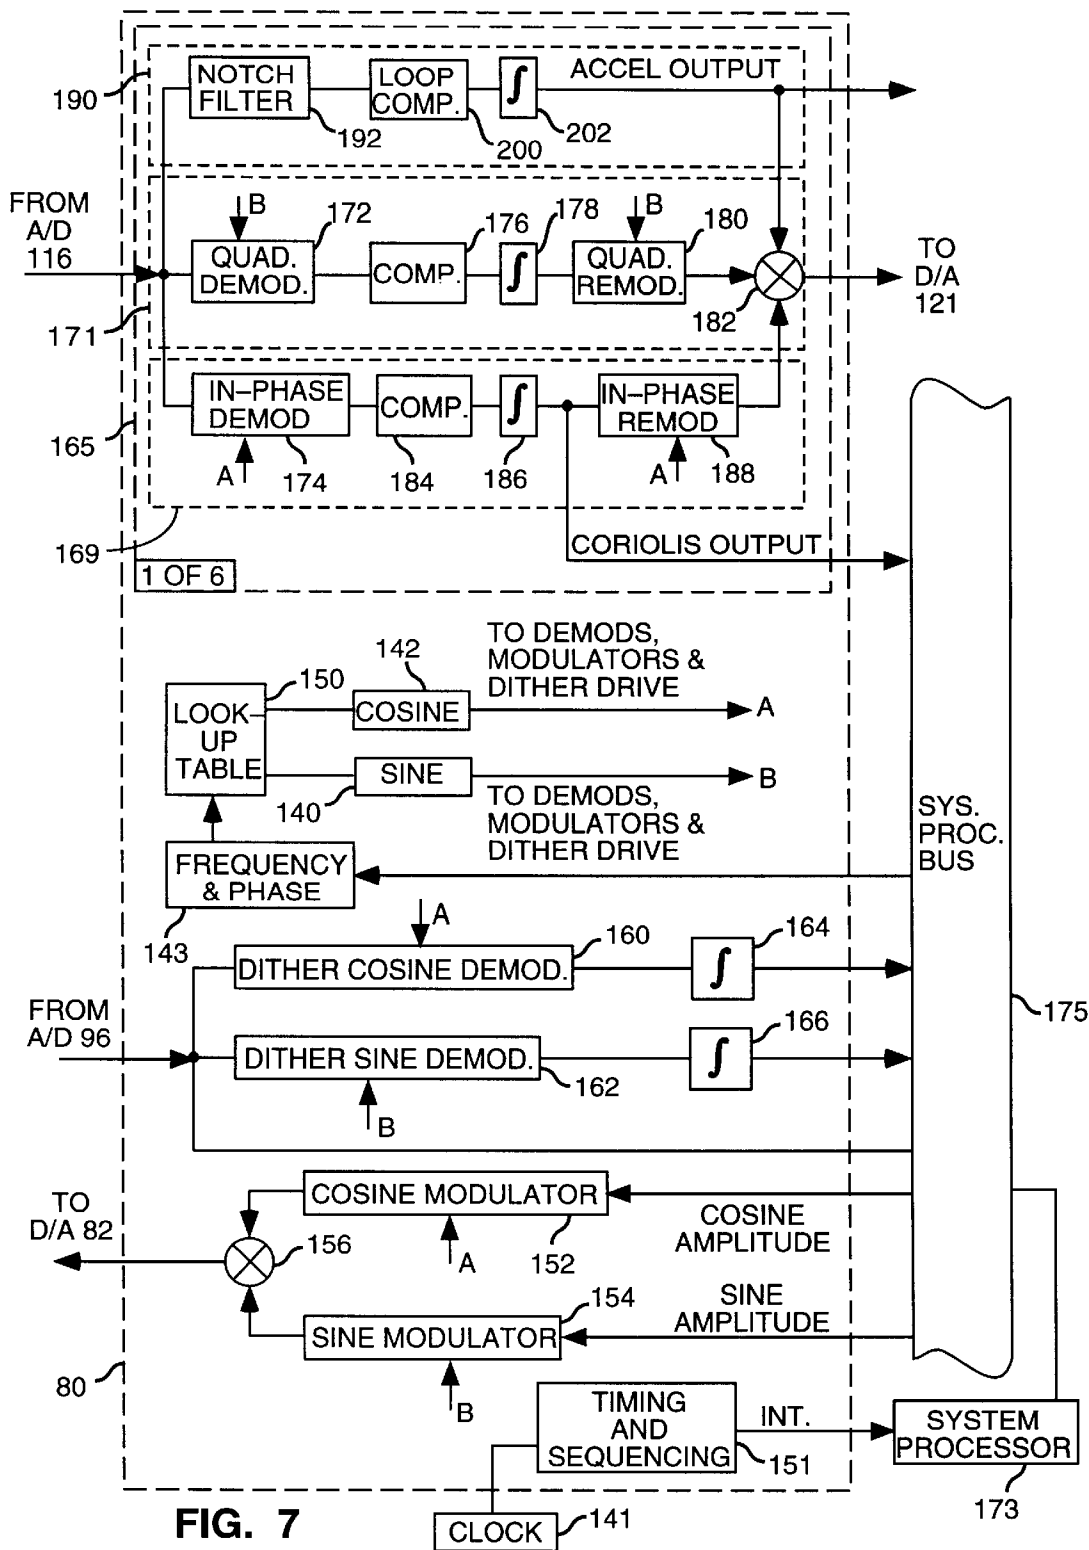 190
NOTCH
FILTER
192
LOOP
COMP.
200
∫
202
ACCEL OUTPUT
FROM
A/D
116
B
172
QUAD.
DEMOD.
176
COMP.
178
∫
B
180
QUAD.
REMOD.
182
TO
D/A
121
171
165
IN–PHASE
DEMOD
A
174
COMP.
184
∫
186
IN–PHASE
REMOD
A
188
169
1 OF 6
CORIOLIS OUTPUT
150
LOOK–
UP
TABLE
142
COSINE
TO DEMODS,
MODULATORS &
DITHER DRIVE
A
SINE
140
B
TO DEMODS,
MODULATORS &
DITHER DRIVE
SYS.
PROC.
BUS
FREQUENCY
& PHASE
143
A
160
DITHER COSINE DEMOD.
164
∫
175
FROM
A/D 96
DITHER SINE DEMOD.
162
B
166
∫
TO
D/A 82
156
COSINE MODULATOR
A
152
COSINE
AMPLITUDE
154
SINE MODULATOR
B
SINE
AMPLITUDE
80
TIMING
AND
SEQUENCING
151
INT.
SYSTEM
PROCESSOR
173
FIG. 7
CLOCK
141